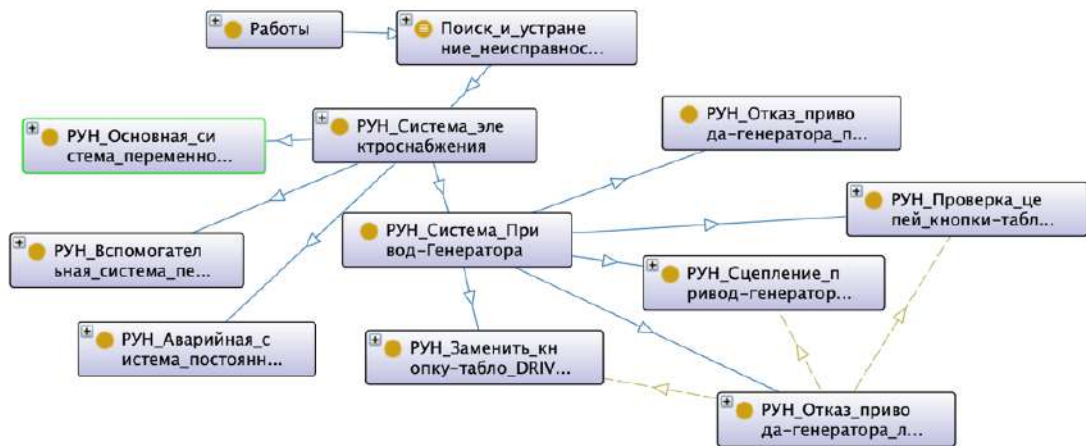 Работы
Поиск_и_устране
ние_неисправнос...
РУН_Основная_си
стема_переменно...
РУН_Система_эле
ктроснабжения
РУН_Отказ_приво
да-генератора_п...
РУН_Проверка_це
пей_кнопки-табл...
РУН_Вспомогател
ьная_система_пе...
РУН_Система_При
вод-Генератора
РУН_Сцепление_п
ривод-генератор...
РУН_Аварийная_с
истема_постоянн...
РУН_Заменить_кн
опку-табло_DRIV...
РУН_Отказ_приво
да-генератора_л...